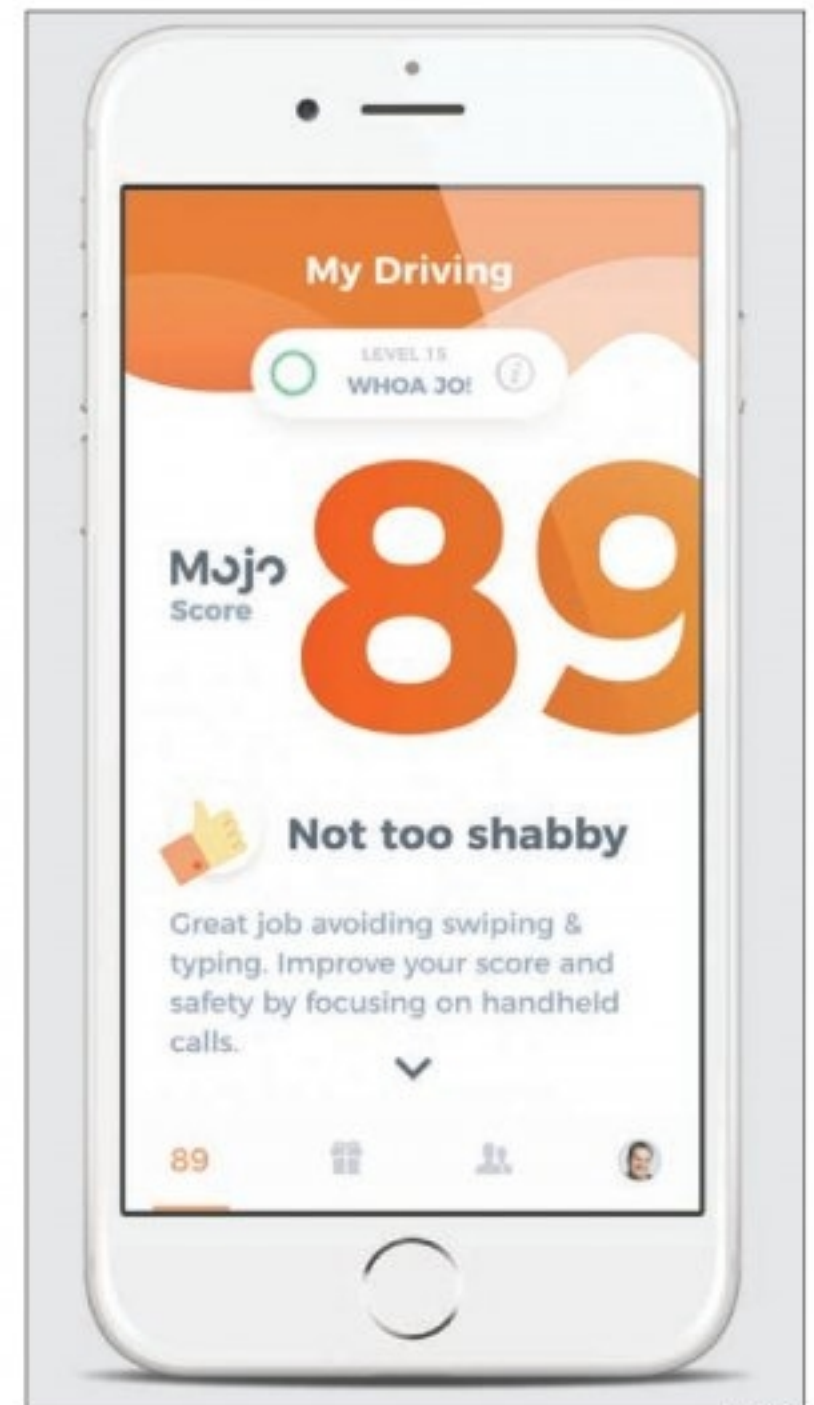 My Driving
LEVEL 15
WHOA JO!
89
Mojo
Score
Not too shabby
Great job avoiding swiping &
typing. Improve your score and
safety by focusing on handheld
calls.
89